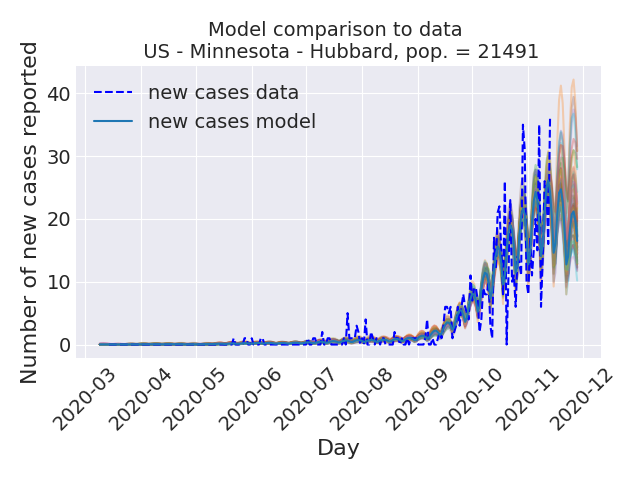 Model comparison to data
US - Minnesota - Hubbard, pop. = 21491
Number of new cases reported
40
30
20
10
0
new cases data
new cases model
2020-03
2020-04
2020-05
2020-06
2020-07
2020-08
2020-09
2020-10
2020-11
2020-12
Day